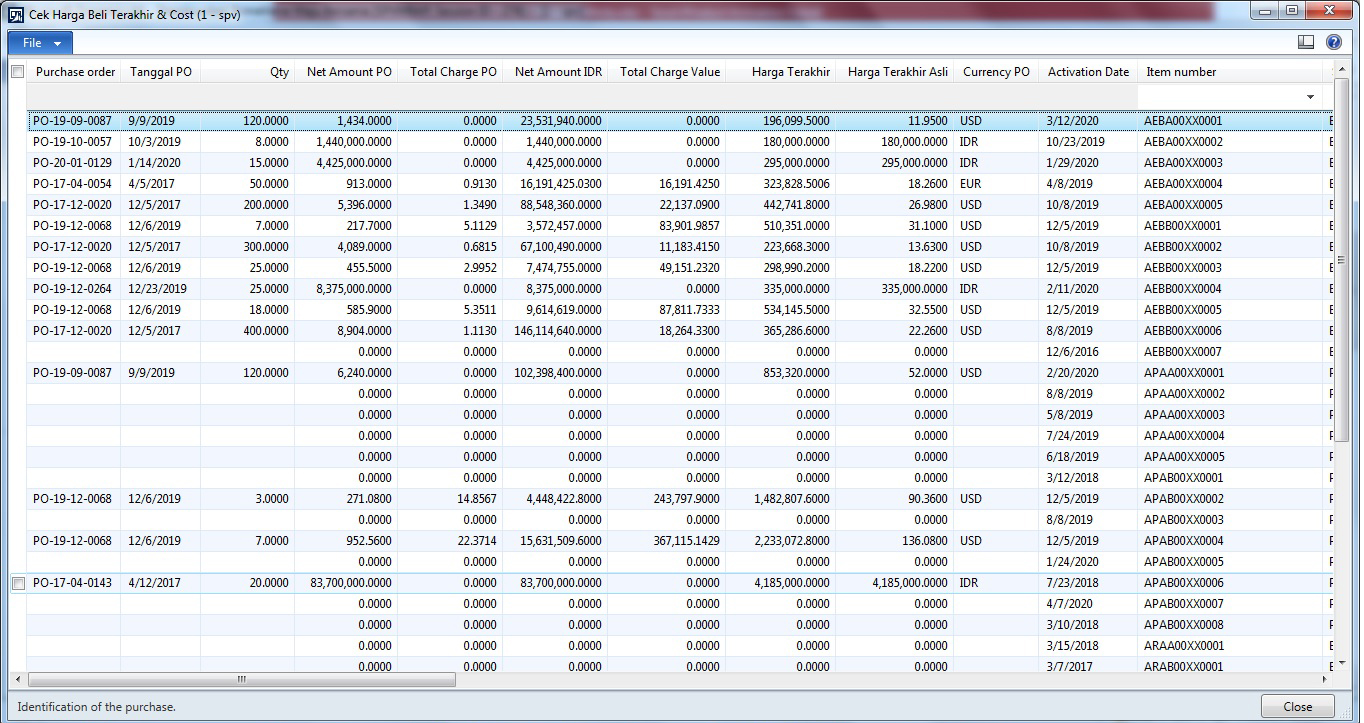 Cek Harga Beli Terakhir & Cost (1 - spv)
File
Purchase order Tanggal PO Qty Net Amount PO Total Charge PO Net Amount IDR Total Charge Value Harga Terakhir Harga Terakhir Asli Currency PO Activation Date Item number
PO-19-09-0087 9/9/2019 120.0000 1,434.0000 0.0000 23,531,940.0000 0.0000 196,099.5000 11.9500 USD 3/12/2020 AEBA00XX0001
PO-19-10-0057 10/3/2019 8.0000 1,440,000.0000 0.0000 1,440,000.0000 0.0000 180,000.0000 180,000.0000 IDR 10/23/2019 AEBA00XX0002
PO-20-01-0129 1/14/2020 15.0000 4,425,000.0000 0.0000 4,425,000.0000 0.0000 295,000.0000 295,000.0000 IDR 1/29/2020 AEBA00XX0003
PO-17-04-0054 4/5/2017 50.0000 913.0000 0.9130 16,191,425.0300 16,191.4250 323,828.5006 18.2600 EUR 4/8/2019 AEBA00XX0004
PO-17-12-0020 12/5/2017 200.0000 5,396.0000 1.3490 88,548,360.0000 22,137.0900 442,741.8000 26.9800 USD 10/8/2019 AEBA00XX0005
PO-19-12-0068 12/6/2019 7.0000 217.7000 5.1129 3,572,457.0000 83,901.9857 510,351.0000 31.1000 USD 12/5/2019 AEBB00XX0001
PO-17-12-0020 12/5/2017 300.0000 4,089.0000 0.6815 67,100,490.0000 11,183.4150 223,668.3000 13.6300 USD 10/8/2019 AEBB00XX0002
PO-19-12-0068 12/6/2019 25.0000 455.5000 2.9952 7,474,755.0000 49,151.2320 298,990.2000 18.2200 USD 12/5/2019 AEBB00XX0003
PO-19-12-0264 12/23/2019 25.0000 8,375,000.0000 0.0000 8,375,000.0000 0.0000 335,000.0000 335,000.0000 IDR 2/11/2020 AEBB00XX0004
PO-19-12-0068 12/6/2019 18.0000 585.9000 5.3511 9,614,619.0000 87,811.7333 534,145.5000 32.5500 USD 12/5/2019 AEBB00XX0005
PO-17-12-0020 12/5/2017 400.0000 8,904.0000 1.1130 146,114,640.0000 18,264.3300 365,286.6000 22.2600 USD 8/8/2019 AEBB00XX0006
0.0000 0.0000 0.0000 0.0000 0.0000 0.0000 12/6/2016 AEBB00XX0007
PO-19-09-0087 9/9/2019 120.0000 6,240.0000 0.0000 102,398,400.0000 0.0000 853,320.0000 52.0000 USD 2/20/2020 APAA00XX0001
0.0000 0.0000 0.0000 0.0000 0.0000 0.0000 8/8/2019 APAA00XX0002
0.0000 0.0000 0.0000 0.0000 0.0000 0.0000 5/8/2019 APAA00XX0003
0.0000 0.0000 0.0000 0.0000 0.0000 0.0000 7/24/2019 APAA00XX0004
0.0000 0.0000 0.0000 0.0000 0.0000 0.0000 6/18/2019 APAA00XX0005
0.0000 0.0000 0.0000 0.0000 0.0000 0.0000 3/12/2018 APAB00XX0001
PO-19-12-0068 12/6/2019 3.0000 271.0800 14.8567 4,448,422.8000 243,797.9000 1,482,807.6000 90.3600 USD 12/5/2019 APAB00XX0002
0.0000 0.0000 0.0000 0.0000 0.0000 0.0000 8/8/2019 APAB00XX0003
PO-19-12-0068 12/6/2019 7.0000 952.5600 22.3714 15,631,509.6000 367,115.1429 2,233,072.8000 136.0800 USD 12/5/2019 APAB00XX0004
0.0000 0.0000 0.0000 0.0000 0.0000 0.0000 1/24/2020 APAB00XX0005
PO-17-04-0143 4/12/2017 20.0000 83,700,000.0000 0.0000 83,700,000.0000 0.0000 4,185,000.0000 4,185,000.0000 IDR 7/23/2018 APAB00XX0006
0.0000 0.0000 0.0000 0.0000 0.0000 0.0000 4/7/2020 APAB00XX0007
0.0000 0.0000 0.0000 0.0000 0.0000 0.0000 3/10/2018 APAB00XX0008
0.0000 0.0000 0.0000 0.0000 0.0000 0.0000 3/15/2018 ARAA00XX0001
0.0000 0.0000 0.0000 0.0000 0.0000 0.0000 3/7/2017 ARAB00XX0001
Identification of the purchase.
Close